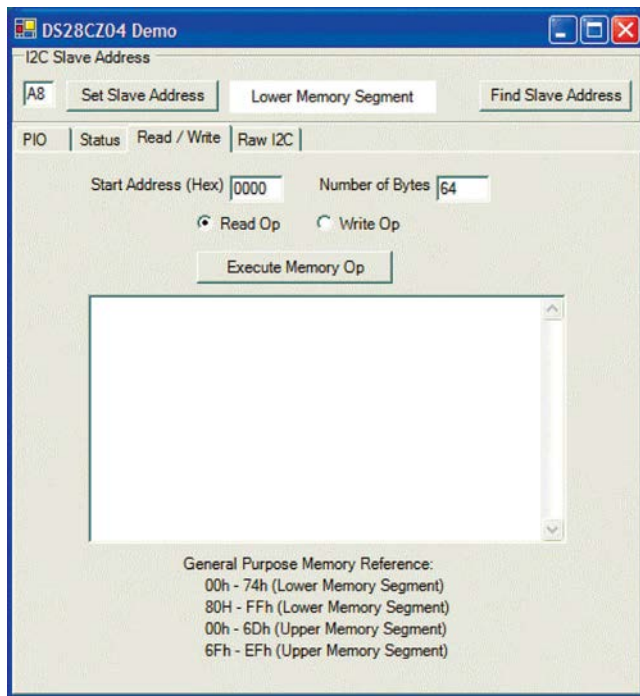 DS28CZ04 Demo
I2C Slave Address
A8 Set Slave Address Lower Memory Segment Find Slave Address
PIO Status Read / Write Raw I2C
Start Address (Hex) 0000 Number of Bytes 64
Read Op Write Op
Execute Memory Op
General Purpose Memory Reference:
00h - 74h (Lower Memory Segment)
80H - FFh (Lower Memory Segment)
00h - 6Dh (Upper Memory Segment)
6Fh - EFh (Upper Memory Segment)